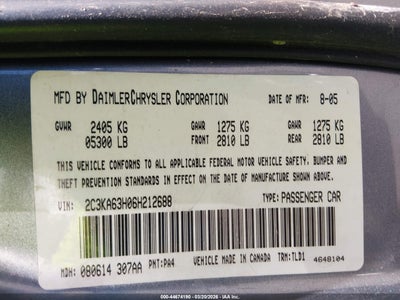 MFD BY DAIMLERCHRYSLER CORPORATION DATE OF MFR: 8-05
GVWR 2405 KG GAWR 1275 KG GAWR 1275 KG
05300 LB FRONT 2810 LB REAR 2810 LB
THIS VEHICLE CONFORMS TO ALL APPLICABLE FEDERAL MOTOR VEHICLE SAFETY, BUMPER AND
THEFT PREVENTION STANDARDS IN EFFECT ON THE DATE OF MANUFACTURE SHOWN ABOVE.
VIN: 2C3KA63H06H212688 TYPE: PASSENGER CAR
MDH: 080614 307AA PNT: PA4 VEHICLE MADE IN CANADA TRM: TLD1 4648104
000-44674190 - 03/20/2026 - IAA, Inc.